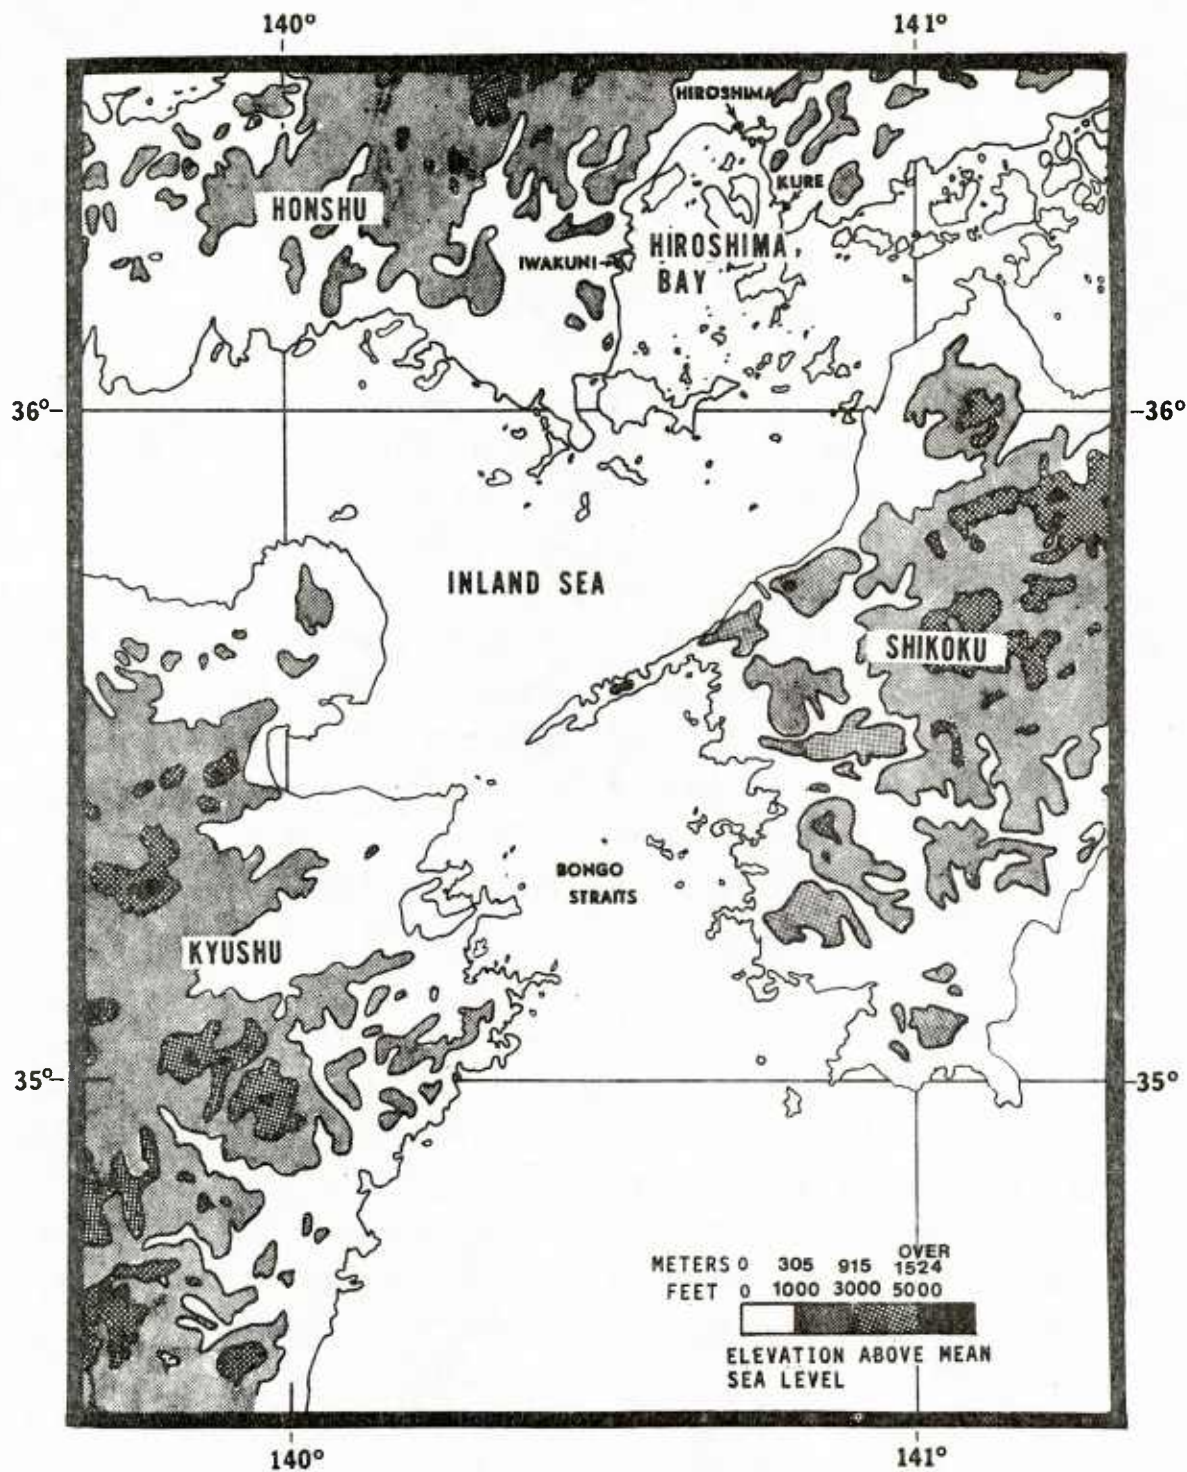 140° 141°
HIROSHIMA
KURE
HONSHU
HIROSHIMA
BAY
IWAKUNI
36° 36°
INLAND SEA
SHIKOKU
BONGO
STRAITS
KYUSHU
35° 35°
OVER
METERS 0 305 915 1524
FEET 0 1000 3000 5000
ELEVATION ABOVE MEAN
SEA LEVEL
140° 141°